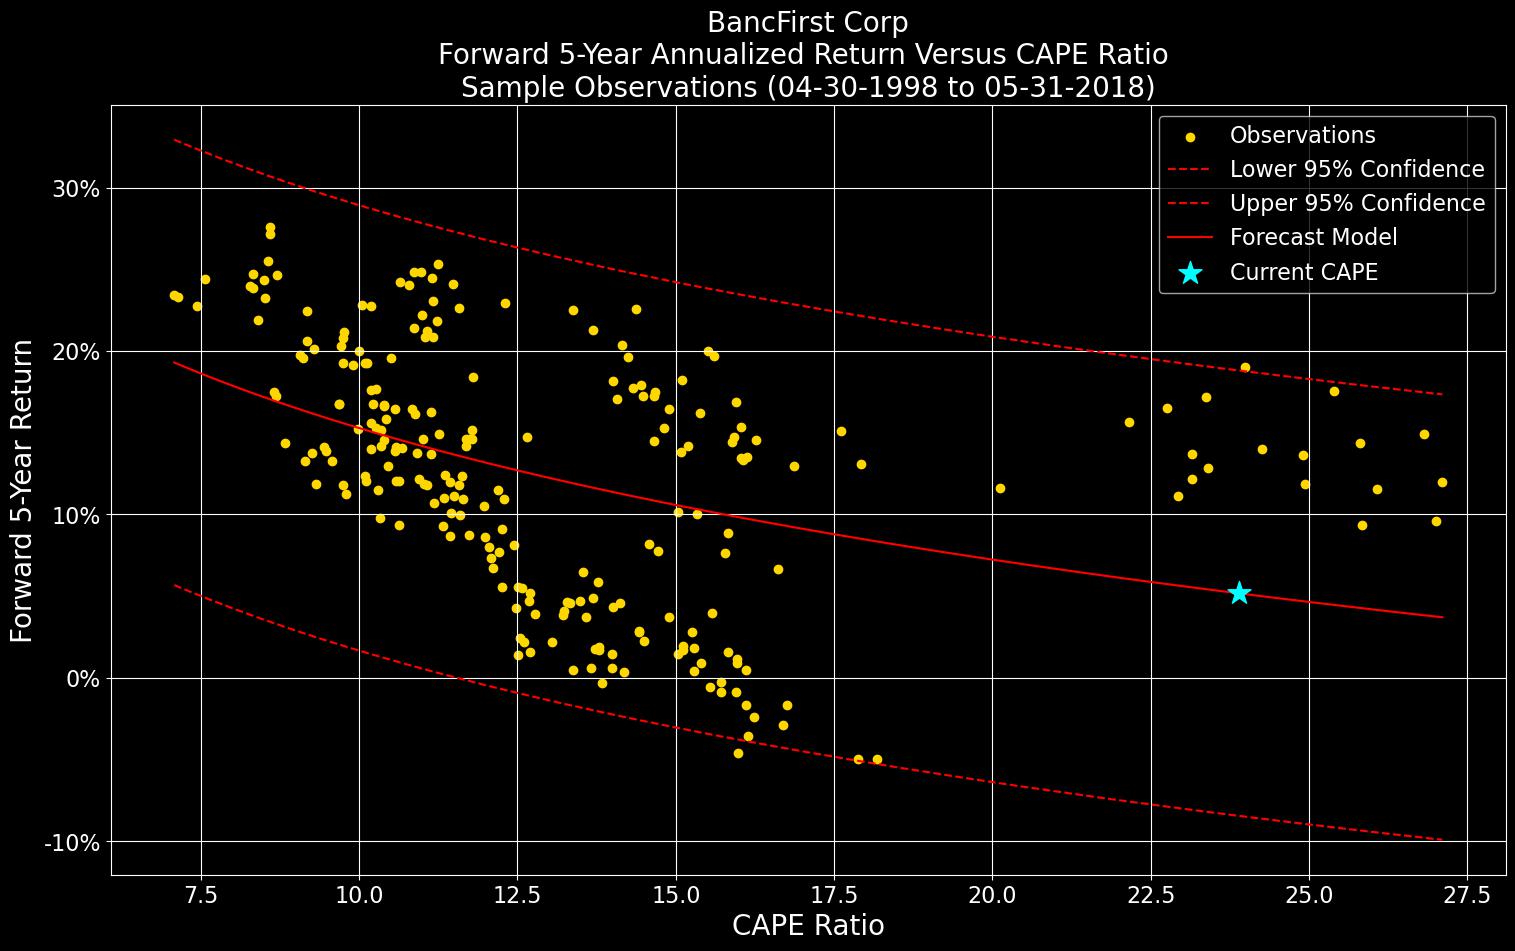 BancFirst Corp
Forward 5-Year Annualized Return Versus CAPE Ratio
Sample Observations (04-30-1998 to 05-31-2018)
Observations
Lower 95% Confidence
Upper 95% Confidence
Forecast Model
Current CAPE
Forward 5-Year Return
30%
20%
10%
0%
-10%
7.5 10.0 12.5 15.0 17.5 20.0 22.5 25.0 27.5
CAPE Ratio